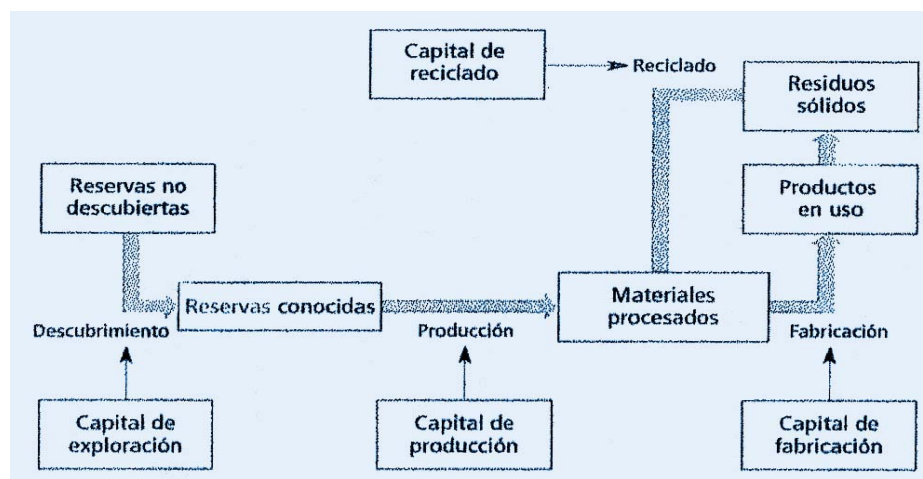 Capital de
reciclado
Reciclado
Residuos
sólidos
Reservas no
descubiertas
Productos
en uso
Reservas conocidas
Materiales
procesados
Descubrimiento
Producción
Fabricación
Capital de
exploración
Capital de
producción
Capital de
fabricación